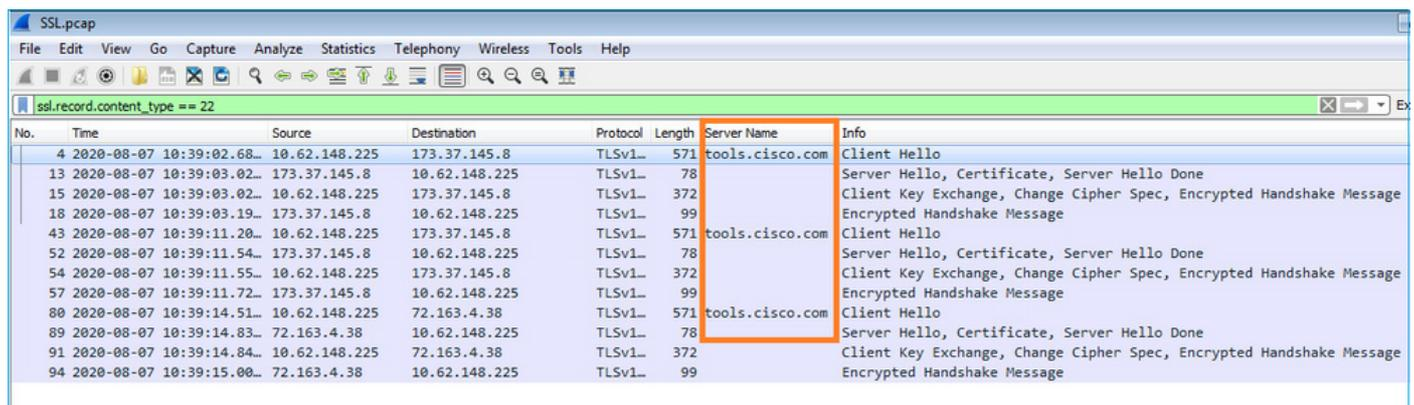 SSL.pcap
File Edit View Go Capture Analyze Statistics Telephony Wireless Tools Help
ssl.record.content_type == 22
No. Time Source Destination Protocol Length Server Name Info
4 2020-08-07 10:39:02.68… 10.62.148.225 173.37.145.8 TLSv1… 571 tools.cisco.com Client Hello
13 2020-08-07 10:39:03.02… 173.37.145.8 10.62.148.225 TLSv1… 78 Server Hello, Certificate, Server Hello Done
15 2020-08-07 10:39:03.02… 10.62.148.225 173.37.145.8 TLSv1… 372 Client Key Exchange, Change Cipher Spec, Encrypted Handshake Message
18 2020-08-07 10:39:03.19… 173.37.145.8 10.62.148.225 TLSv1… 99 Encrypted Handshake Message
43 2020-08-07 10:39:11.20… 10.62.148.225 173.37.145.8 TLSv1… 571 tools.cisco.com Client Hello
52 2020-08-07 10:39:11.54… 173.37.145.8 10.62.148.225 TLSv1… 78 Server Hello, Certificate, Server Hello Done
54 2020-08-07 10:39:11.55… 10.62.148.225 173.37.145.8 TLSv1… 372 Client Key Exchange, Change Cipher Spec, Encrypted Handshake Message
57 2020-08-07 10:39:11.72… 173.37.145.8 10.62.148.225 TLSv1… 99 Encrypted Handshake Message
80 2020-08-07 10:39:14.51… 10.62.148.225 72.163.4.38 TLSv1… 571 tools.cisco.com Client Hello
89 2020-08-07 10:39:14.83… 72.163.4.38 10.62.148.225 TLSv1… 78 Server Hello, Certificate, Server Hello Done
91 2020-08-07 10:39:14.84… 10.62.148.225 72.163.4.38 TLSv1… 372 Client Key Exchange, Change Cipher Spec, Encrypted Handshake Message
94 2020-08-07 10:39:15.00… 72.163.4.38 10.62.148.225 TLSv1… 99 Encrypted Handshake Message